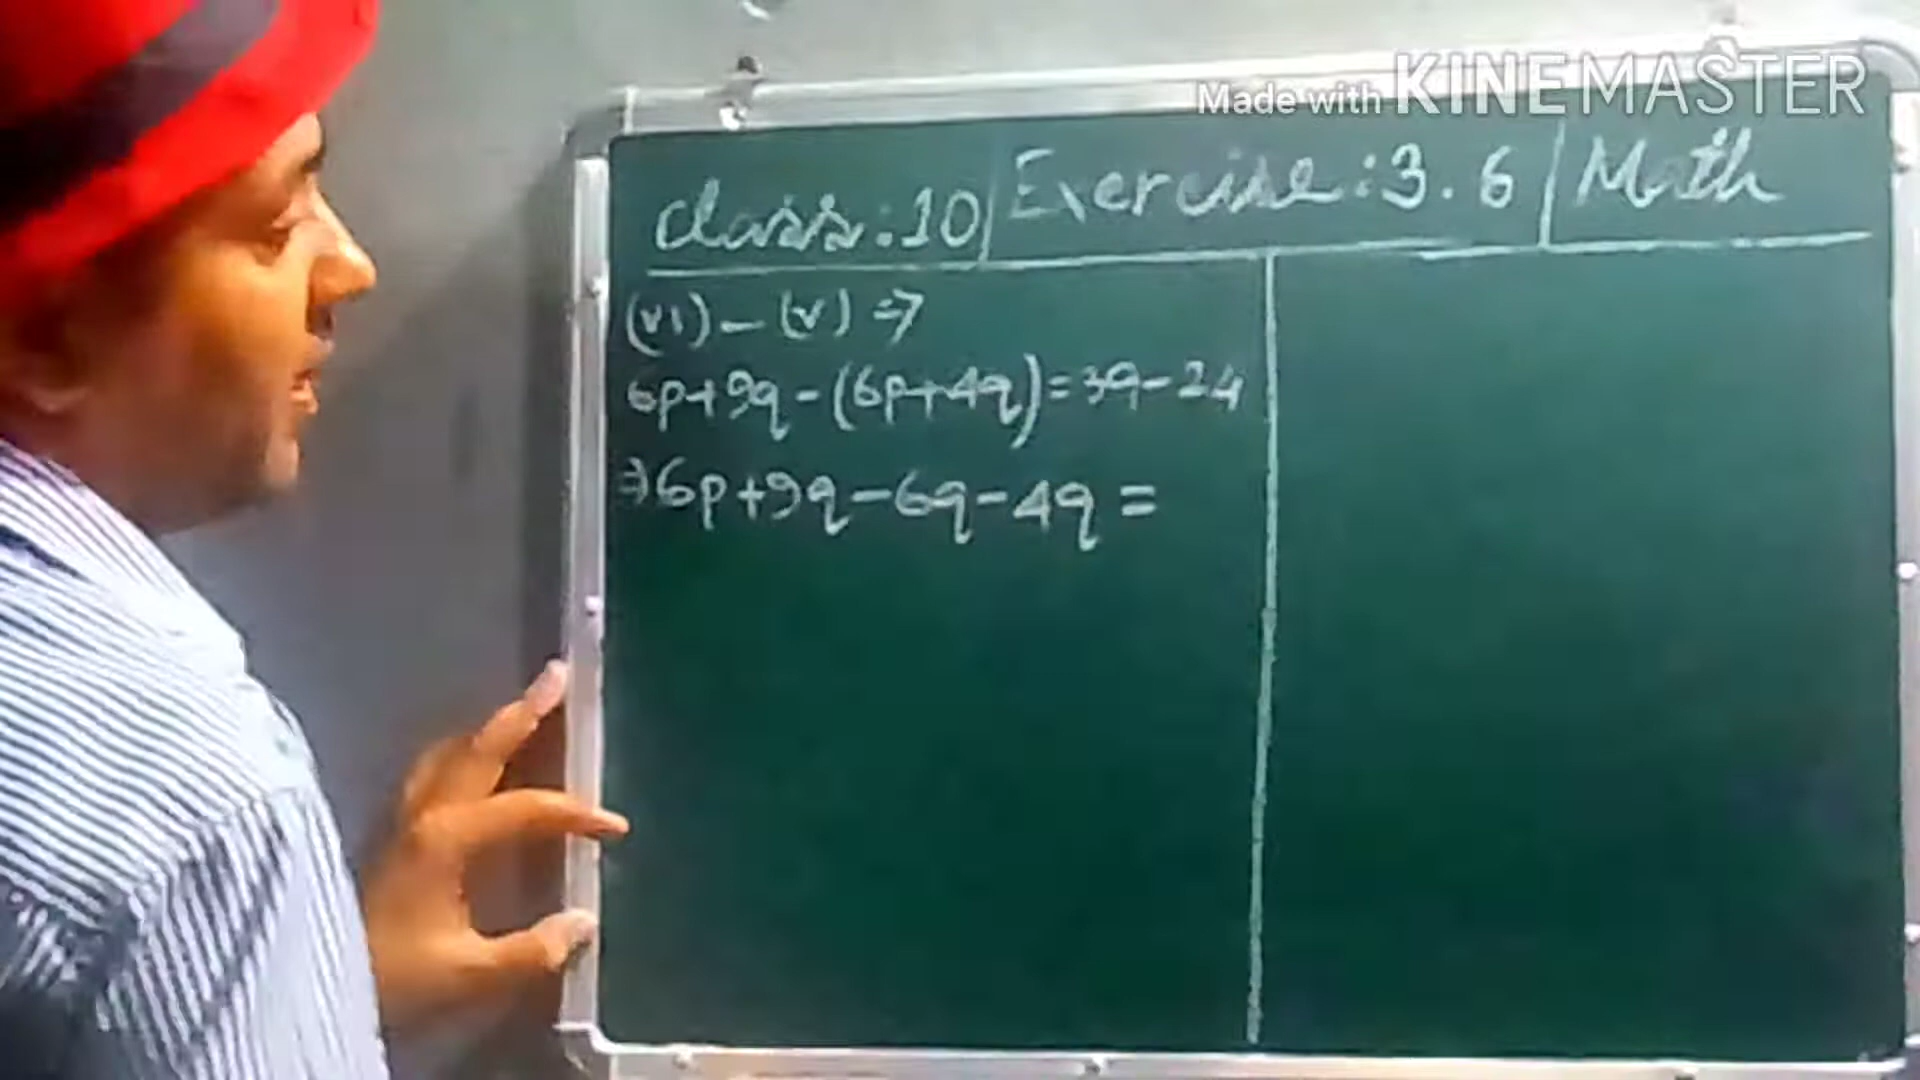 Made with KINEMASTER
class:10 | Exercise:3.6 | Math
(vi) - (v) ⇒
6p+9q-(6p+4q)=39-24
⇒6p+9q-6q-4q=